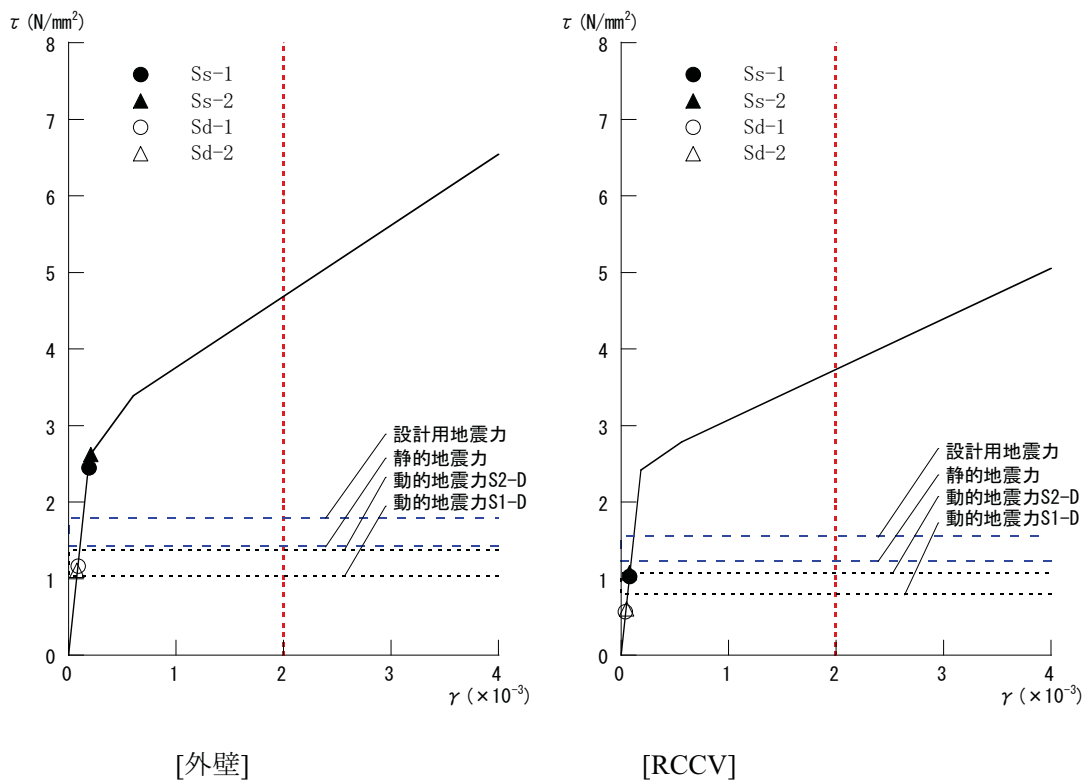 τ (N/mm²)
8
7
6
5
4
3
2
1
0
Ss-1
Ss-2
Sd-1
Sd-2
設計用地震力
静的地震力
動的地震力S2-D
動的地震力S1-D
0 1 2 3 4
γ (×10⁻³)
[外壁]
τ (N/mm²)
8
7
6
5
4
3
2
1
0
Ss-1
Ss-2
Sd-1
Sd-2
設計用地震力
静的地震力
動的地震力S2-D
動的地震力S1-D
0 1 2 3 4
γ (×10⁻³)
[RCCV]